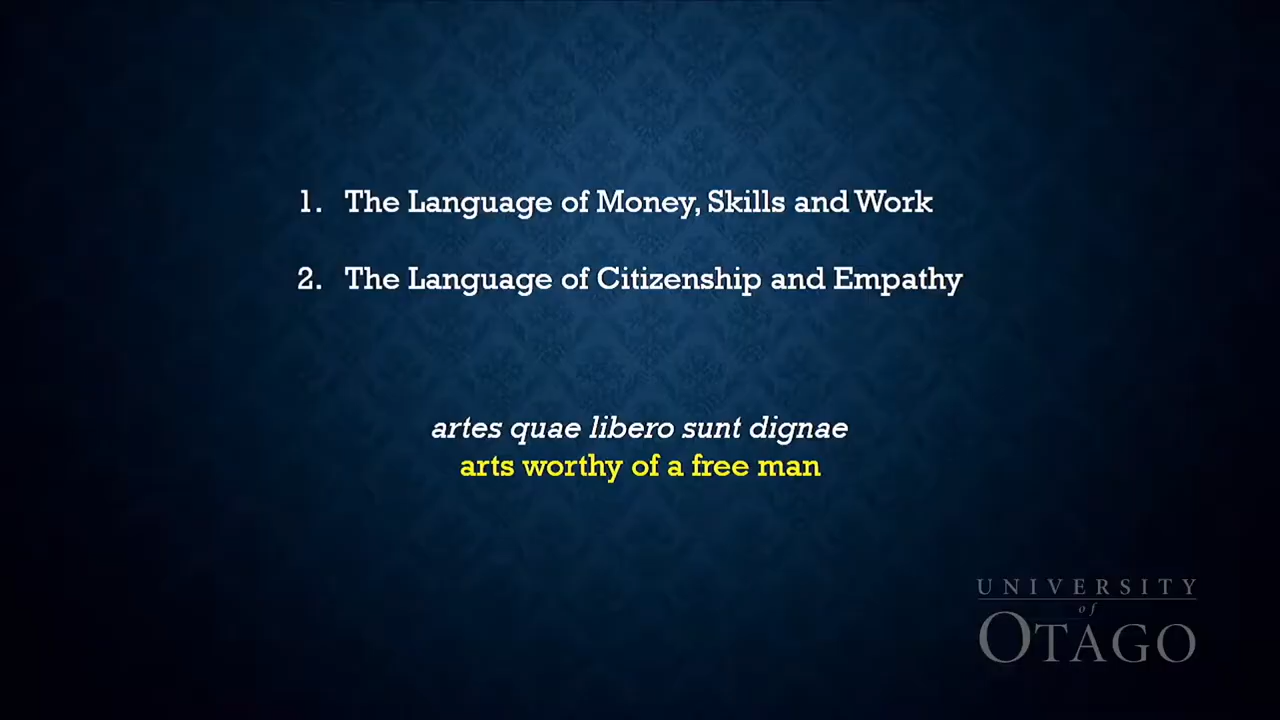 1. The Language of Money, Skills and Work
2. The Language of Citizenship and Empathy
artes quae libero sunt dignae
arts worthy of a free man
UNIVERSITY
of
OTAGO